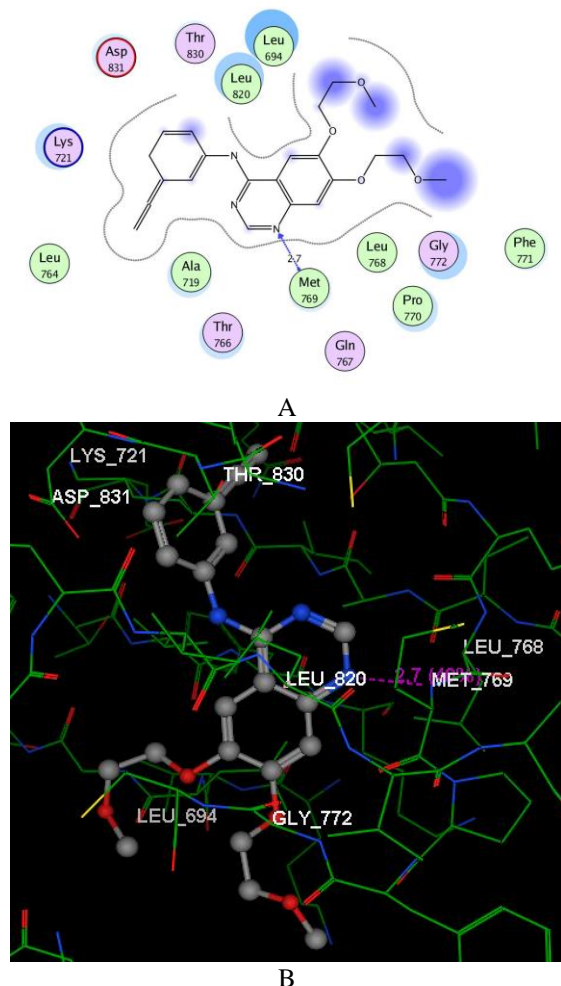 Leu
694
Thr
830
Asp
831
Leu
820
O
O
Lys
721
N
O
O
N
N
2.7
Leu
764
Ala
719
Met
769
Leu
768
Gly
772
Phe
771
Pro
770
Thr
766
Gln
767
A
LYS_721
THR_830
ASP_831
LEU_768
LEU_820
2.7
MET_769
LEU_694
GLY_772
B